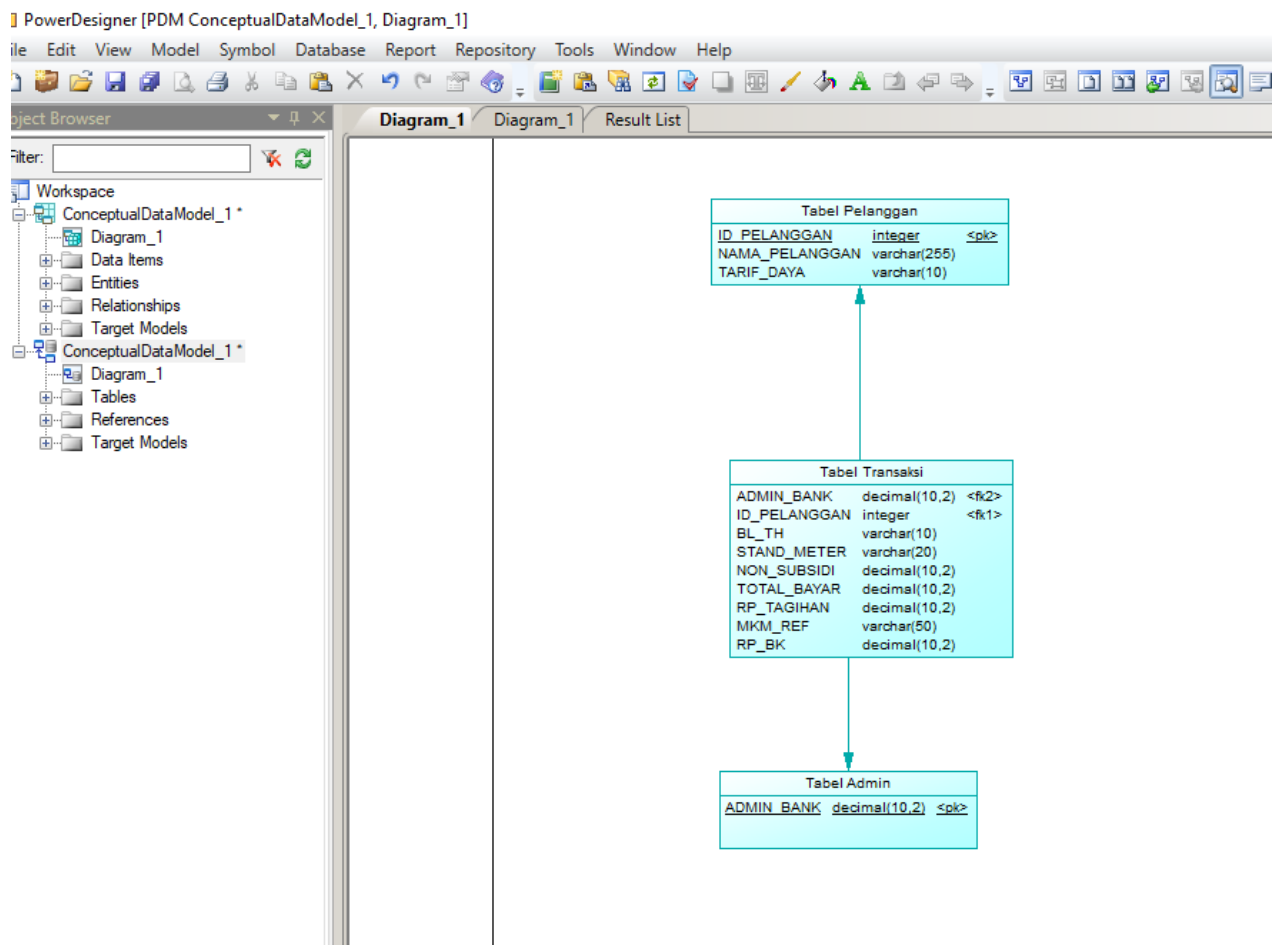 PowerDesigner [PDM ConceptualDataModel_1, Diagram_1]
ile Edit View Model Symbol Database Report Repository Tools Window Help
bject Browser
Diagram_1 Diagram_1 Result List
Filter:
Workspace
ConceptualDataModel_1 *
Diagram_1
Data Items
Entities
Relationships
Target Models
ConceptualDataModel_1 *
Diagram_1
Tables
References
Target Models
Tabel Pelanggan
ID_PELANGGAN integer <pk>
NAMA_PELANGGAN varchar(255)
TARIF_DAYA varchar(10)
Tabel Transaksi
ADMIN_BANK decimal(10,2) <fk2>
ID_PELANGGAN integer <fk1>
BL_TH varchar(10)
STAND_METER varchar(20)
NON_SUBSIDI decimal(10,2)
TOTAL_BAYAR decimal(10,2)
RP_TAGIHAN decimal(10,2)
MKM_REF varchar(50)
RP_BK decimal(10,2)
Tabel Admin
ADMIN_BANK decimal(10,2) <pk>